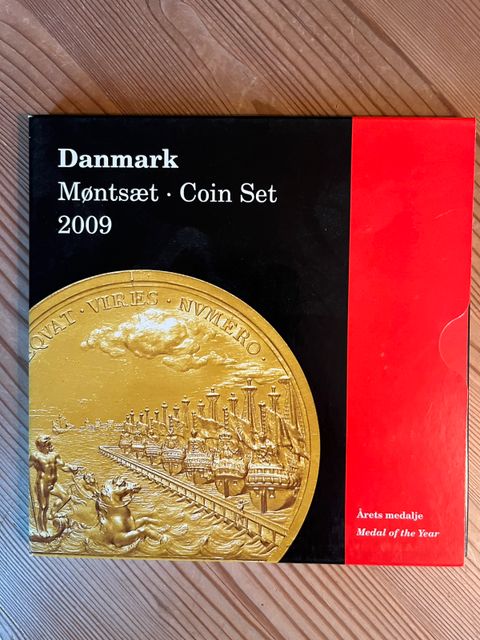 Danmark
Møntsæt · Coin Set
2009
QVAT · VIRES · NVMERO ·
Årets medalje
Medal of the Year